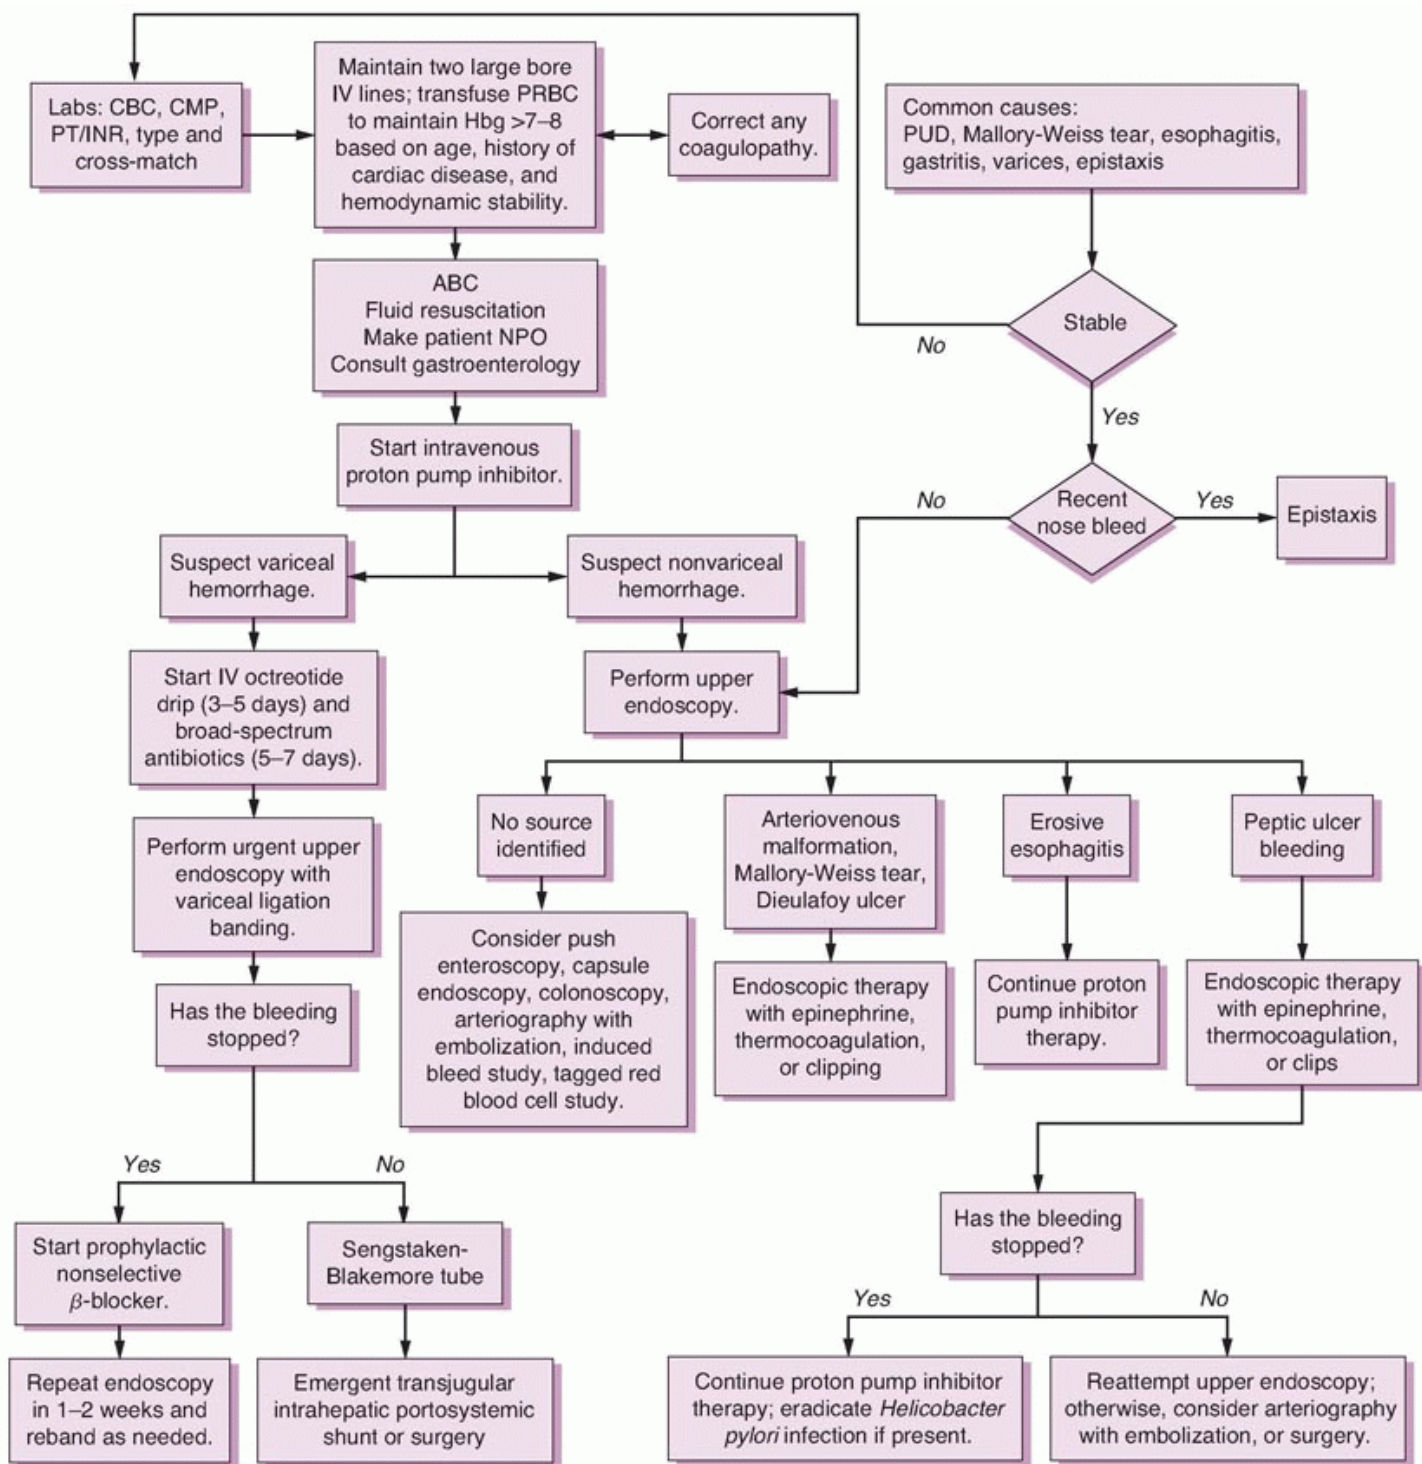 Labs: CBC, CMP,
PT/INR, type and
cross-match
Maintain two large bore
IV lines; transfuse PRBC
to maintain Hbg >7–8
based on age, history of
cardiac disease, and
hemodynamic stability.
Correct any
coagulopathy.
Common causes:
PUD, Mallory-Weiss tear, esophagitis,
gastritis, varices, epistaxis
ABC
Fluid resuscitation
Make patient NPO
Consult gastroenterology
Stable
No
Yes
Start intravenous
proton pump inhibitor.
Recent
nose bleed
No
Yes
Epistaxis
Suspect variceal
hemorrhage.
Suspect nonvariceal
hemorrhage.
Start IV octreotide
drip (3–5 days) and
broad-spectrum
antibiotics (5–7 days).
Perform upper
endoscopy.
Perform urgent upper
endoscopy with
variceal ligation
banding.
No source
identified
Arteriovenous
malformation,
Mallory-Weiss tear,
Dieulafoy ulcer
Erosive
esophagitis
Peptic ulcer
bleeding
Consider push
enteroscopy, capsule
endoscopy, colonoscopy,
arteriography with
embolization, induced
bleed study, tagged red
blood cell study.
Endoscopic therapy
with epinephrine,
thermocoagulation,
or clipping
Continue proton
pump inhibitor
therapy.
Endoscopic therapy
with epinephrine,
thermocoagulation,
or clips
Has the bleeding
stopped?
Yes
No
Start prophylactic
nonselective
β-blocker.
Sengstaken-
Blakemore tube
Repeat endoscopy
in 1–2 weeks and
reband as needed.
Emergent transjugular
intrahepatic portosystemic
shunt or surgery
Has the bleeding
stopped?
Yes
No
Continue proton pump inhibitor
therapy; eradicate Helicobacter
pylori infection if present.
Reattempt upper endoscopy;
otherwise, consider arteriography
with embolization, or surgery.